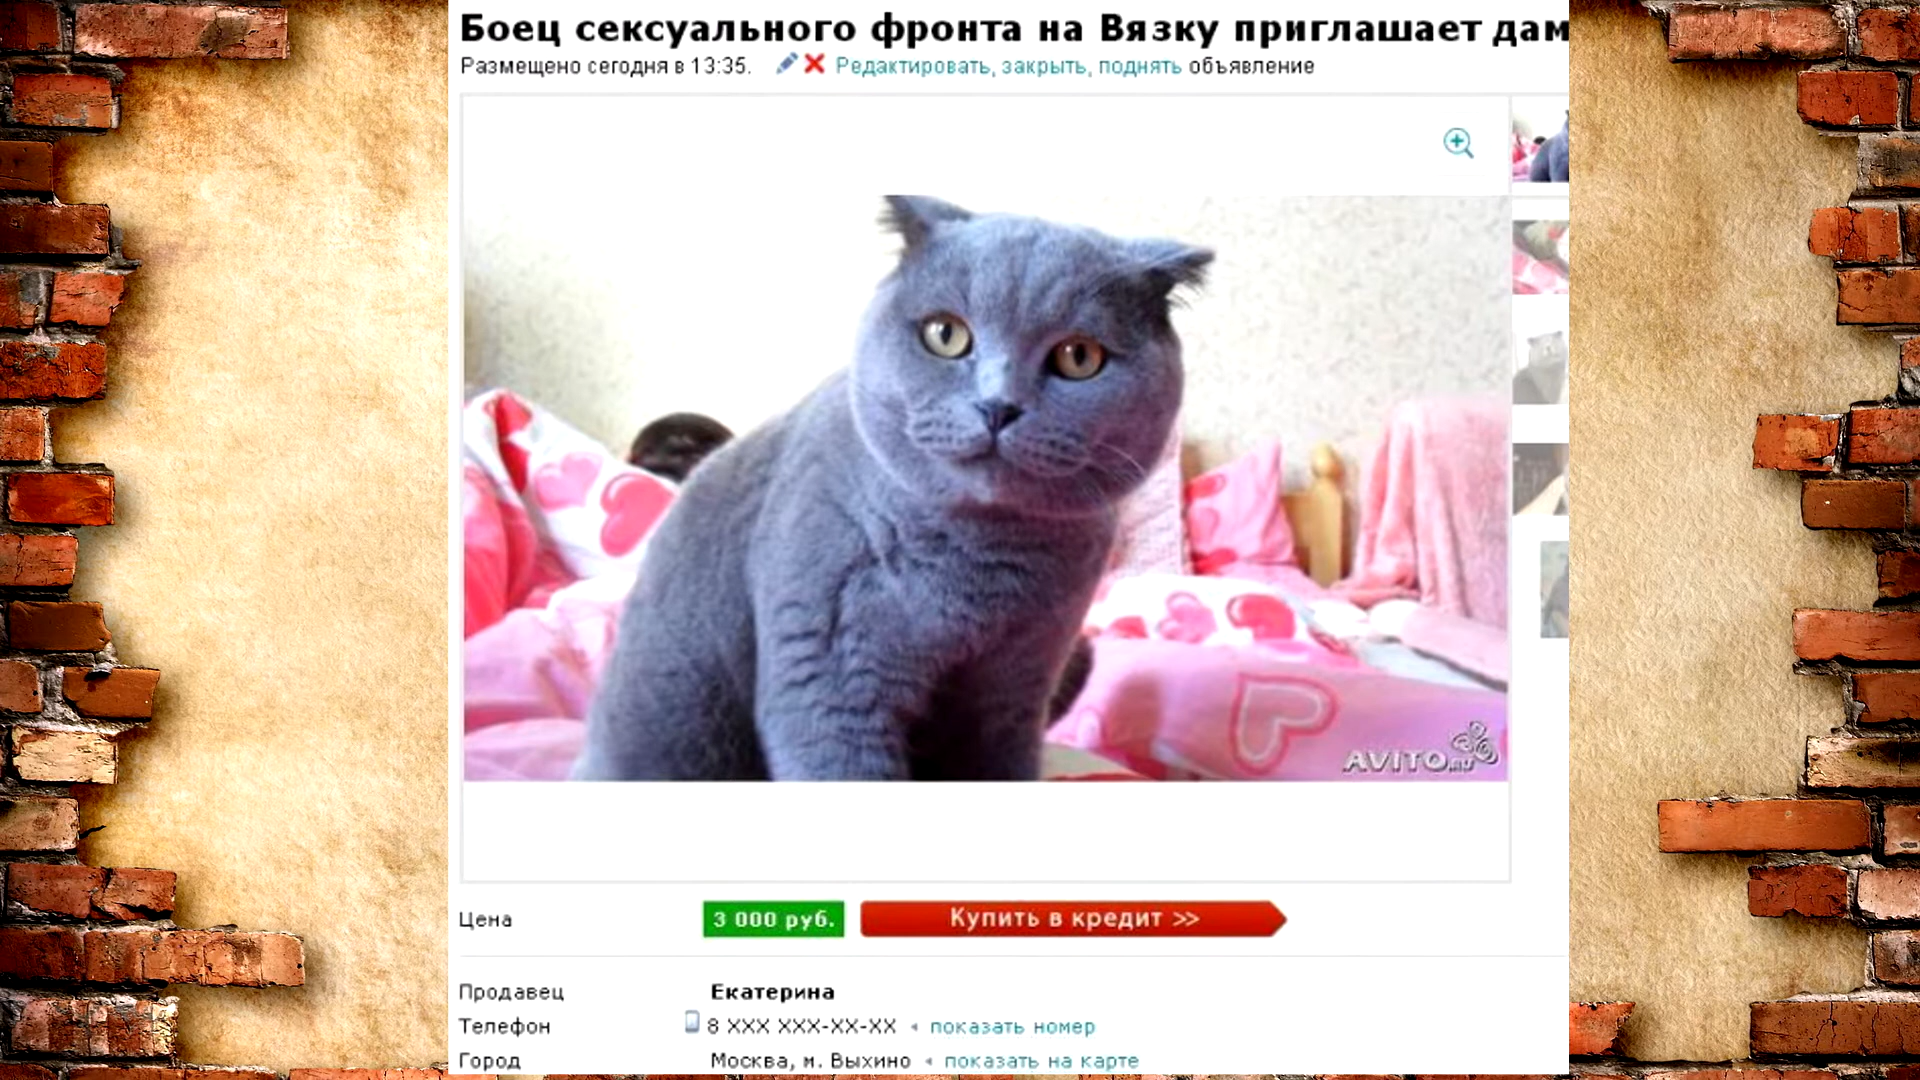 Боец сексуального фронта на Вязку приглашает дам
Размещено сегодня в 13:35. Редактировать, закрыть, поднять объявление
AVITO.RU
Цена 3 000 руб. Купить в кредит >>
Продавец Екатерина
Телефон 8 XXX XXX-XX-XX показать номер
Город Москва, м. Выхино показать на карте